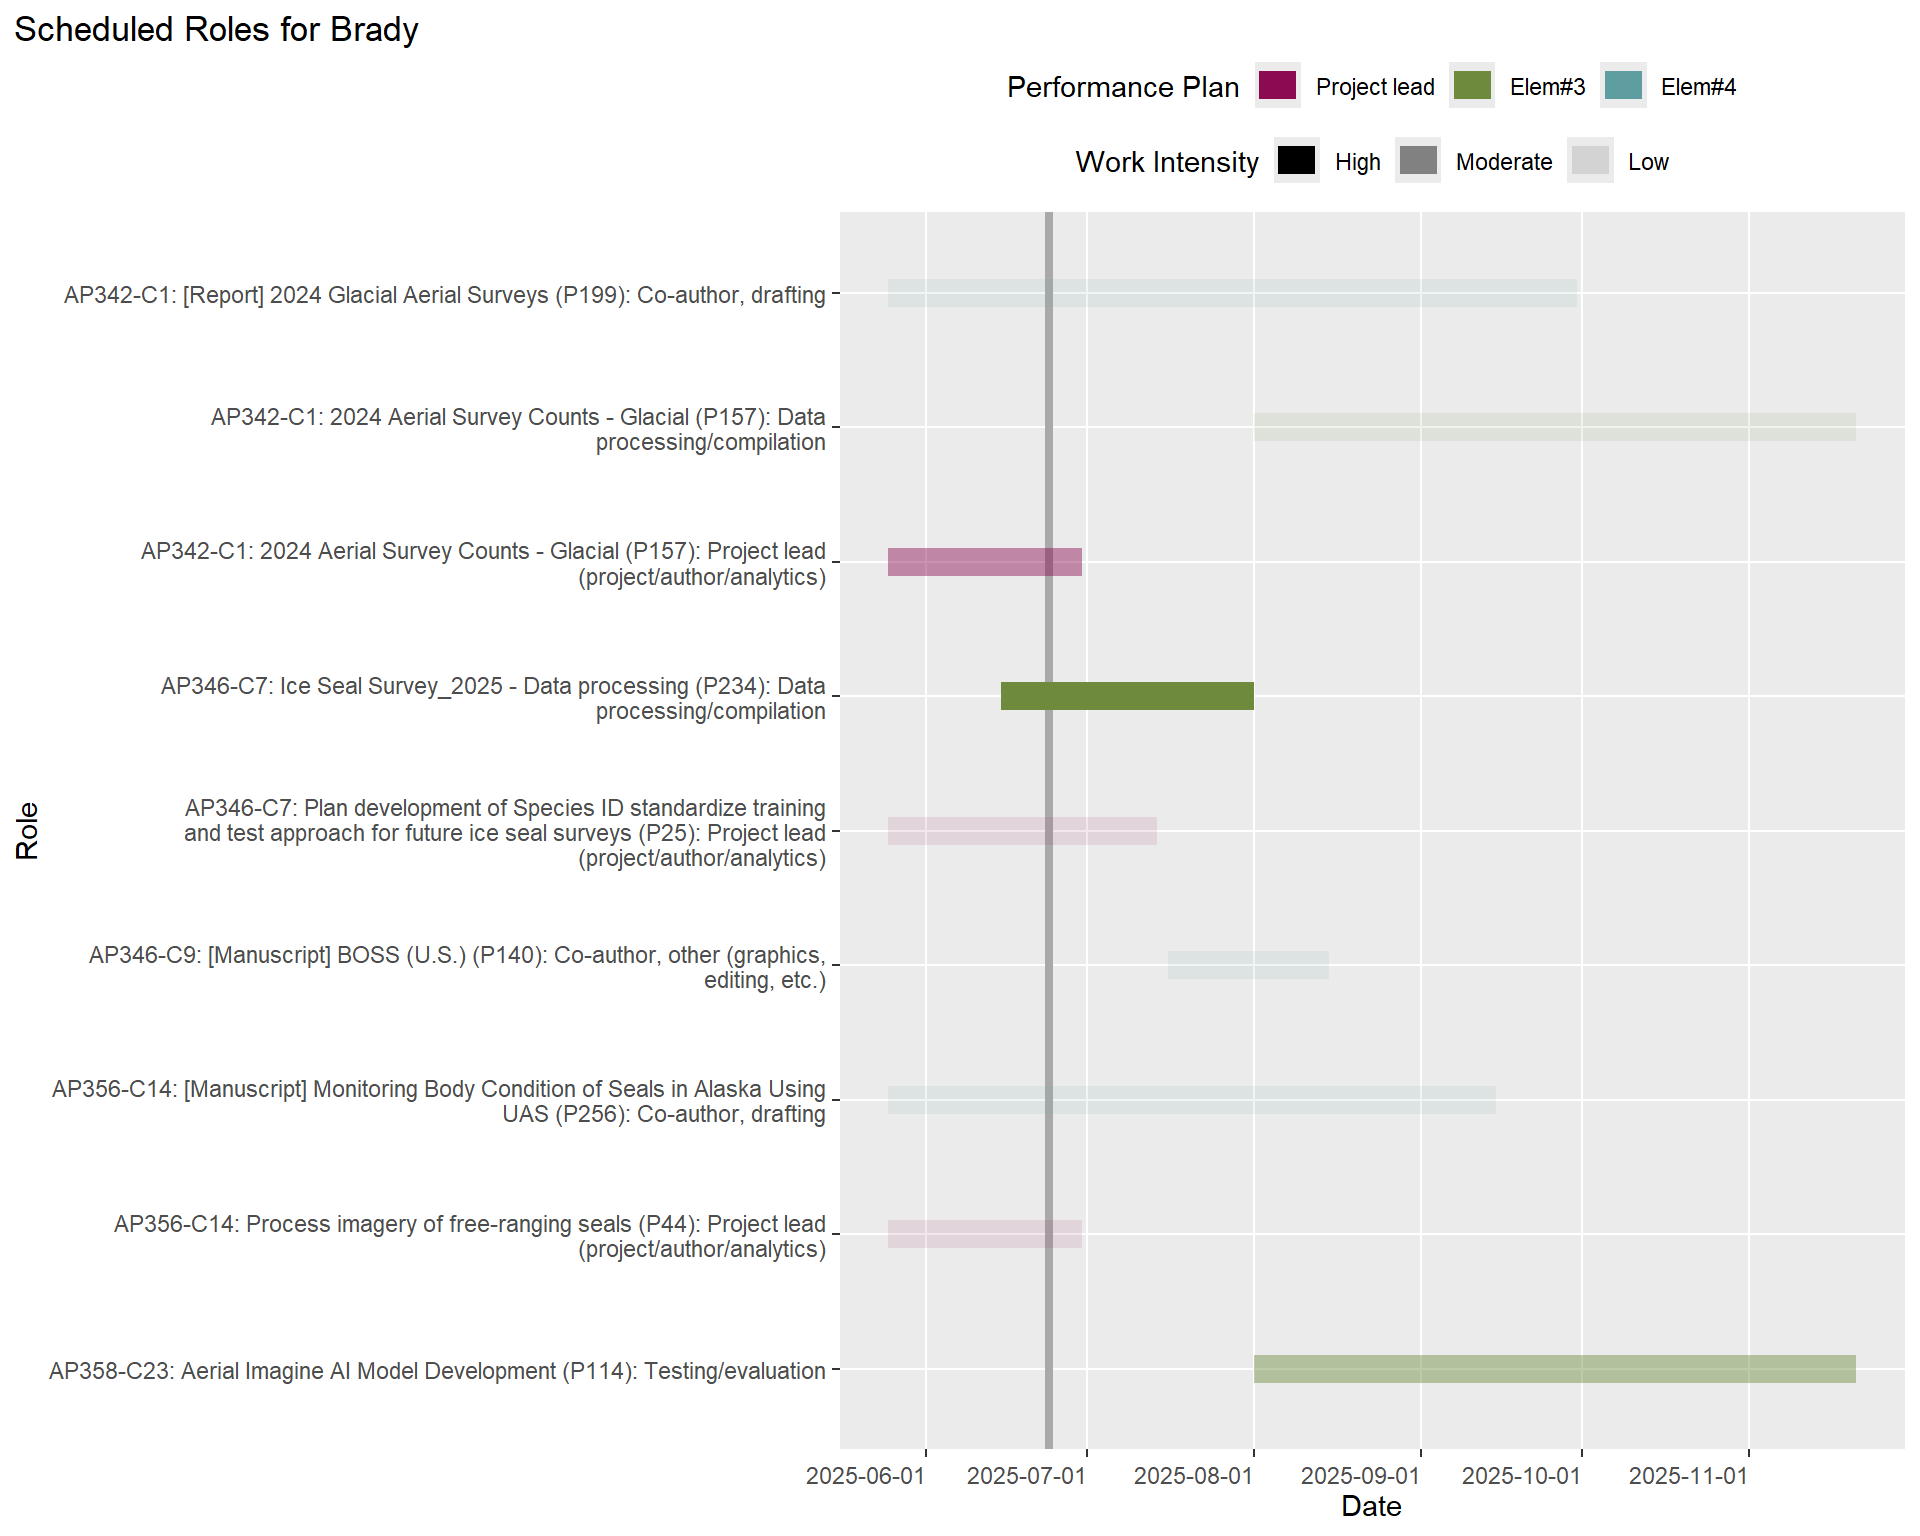 Scheduled Roles for Brady
Performance Plan Project lead Elem#3 Elem#4
Work Intensity High Moderate Low
AP342-C1: [Report] 2024 Glacial Aerial Surveys (P199): Co-author, drafting
AP342-C1: 2024 Aerial Survey Counts - Glacial (P157): Data
processing/compilation
AP342-C1: 2024 Aerial Survey Counts - Glacial (P157): Project lead
(project/author/analytics)
AP346-C7: Ice Seal Survey_2025 - Data processing (P234): Data
processing/compilation
AP346-C7: Plan development of Species ID standardize training
and test approach for future ice seal surveys (P25): Project lead
(project/author/analytics)
AP346-C9: [Manuscript] BOSS (U.S.) (P140): Co-author, other (graphics,
editing, etc.)
AP356-C14: [Manuscript] Monitoring Body Condition of Seals in Alaska Using
UAS (P256): Co-author, drafting
AP356-C14: Process imagery of free-ranging seals (P44): Project lead
(project/author/analytics)
AP358-C23: Aerial Imagine AI Model Development (P114): Testing/evaluation
Role
2025-06-01 2025-07-01 2025-08-01 2025-09-01 2025-10-01 2025-11-01
Date